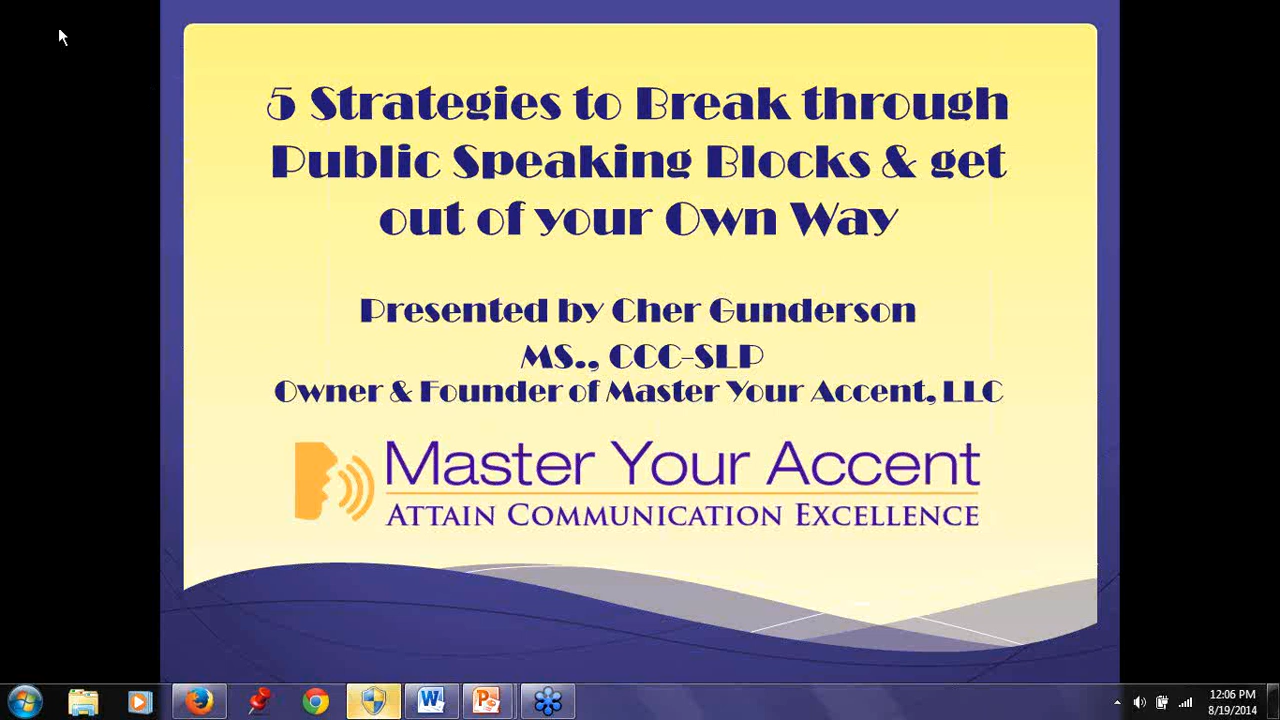 5 Strategies to Break through
Public Speaking Blocks & get
out of your Own Way
Presented by Cher Gunderson
MS., CCC-SLP
Owner & Founder of Master Your Accent, LLC
Master Your Accent
ATTAIN COMMUNICATION EXCELLENCE
12:06 PM
8/19/2014